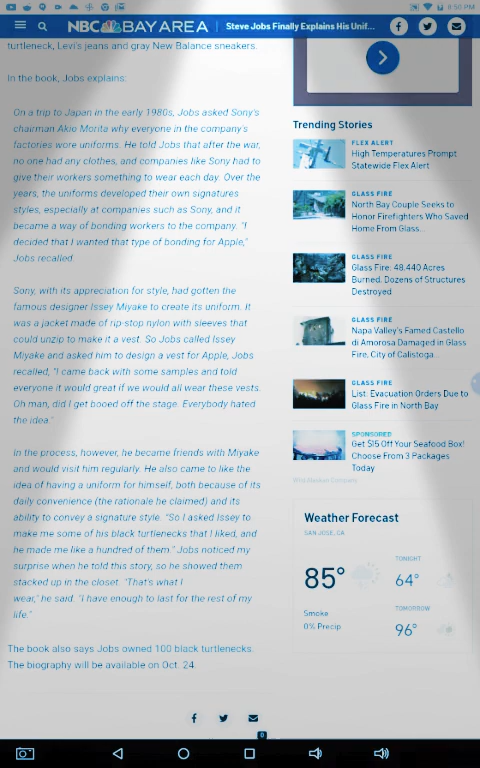 8:50 PM
NBC BAY AREA | Steve Jobs Finally Explains His Unif...
turtleneck, Levi's jeans and gray New Balance sneakers.
In the book, Jobs explains:
On a trip to Japan in the early 1980s, Jobs asked Sony's
chairman Akio Morita why everyone in the company's
factories wore uniforms. He told Jobs that after the war,
no one had any clothes, and companies like Sony had to
give their workers something to wear each day. Over the
years, the uniforms developed their own signatures
styles, especially at companies such as Sony, and it
became a way of bonding workers to the company. "I
decided that I wanted that type of bonding for Apple,"
Jobs recalled.
Sony, with its appreciation for style, had gotten the
famous designer Issey Miyake to create its uniform. It
was a jacket made of rip-stop nylon with sleeves that
could unzip to make it a vest. So Jobs called Issey
Miyake and asked him to design a vest for Apple, Jobs
recalled, "I came back with some samples and told
everyone it would great if we would all wear these vests.
Oh man, did I get booed off the stage. Everybody hated
the idea."
In the process, however, he became friends with Miyake
and would visit him regularly. He also came to like the
idea of having a uniform for himself, both because of its
daily convenience (the rationale he claimed) and its
ability to convey a signature style. "So I asked Issey to
make me some of his black turtlenecks that I liked, and
he made me like a hundred of them." Jobs noticed my
surprise when he told this story, so he showed them
stacked up in the closet. "That's what I
wear," he said. "I have enough to last for the rest of my
life."
The book also says Jobs owned 100 black turtlenecks.
The biography will be available on Oct. 24.
0
Trending Stories
FLEX ALERT
High Temperatures Prompt
Statewide Flex Alert
GLASS FIRE
North Bay Couple Seeks to
Honor Firefighters Who Saved
Home From Glass...
GLASS FIRE
Glass Fire: 48,440 Acres
Burned, Dozens of Structures
Destroyed
GLASS FIRE
Napa Valley's Famed Castello
di Amorosa Damaged in Glass
Fire, City of Calistoga...
GLASS FIRE
List: Evacuation Orders Due to
Glass Fire in North Bay
SPONSORED
Get $15 Off Your Seafood Box!
Choose From 3 Packages
Today
Weather Forecast
SAN JOSE, CA
85°
Smoke
0% Precip
TONIGHT
64°
TOMORROW
96°